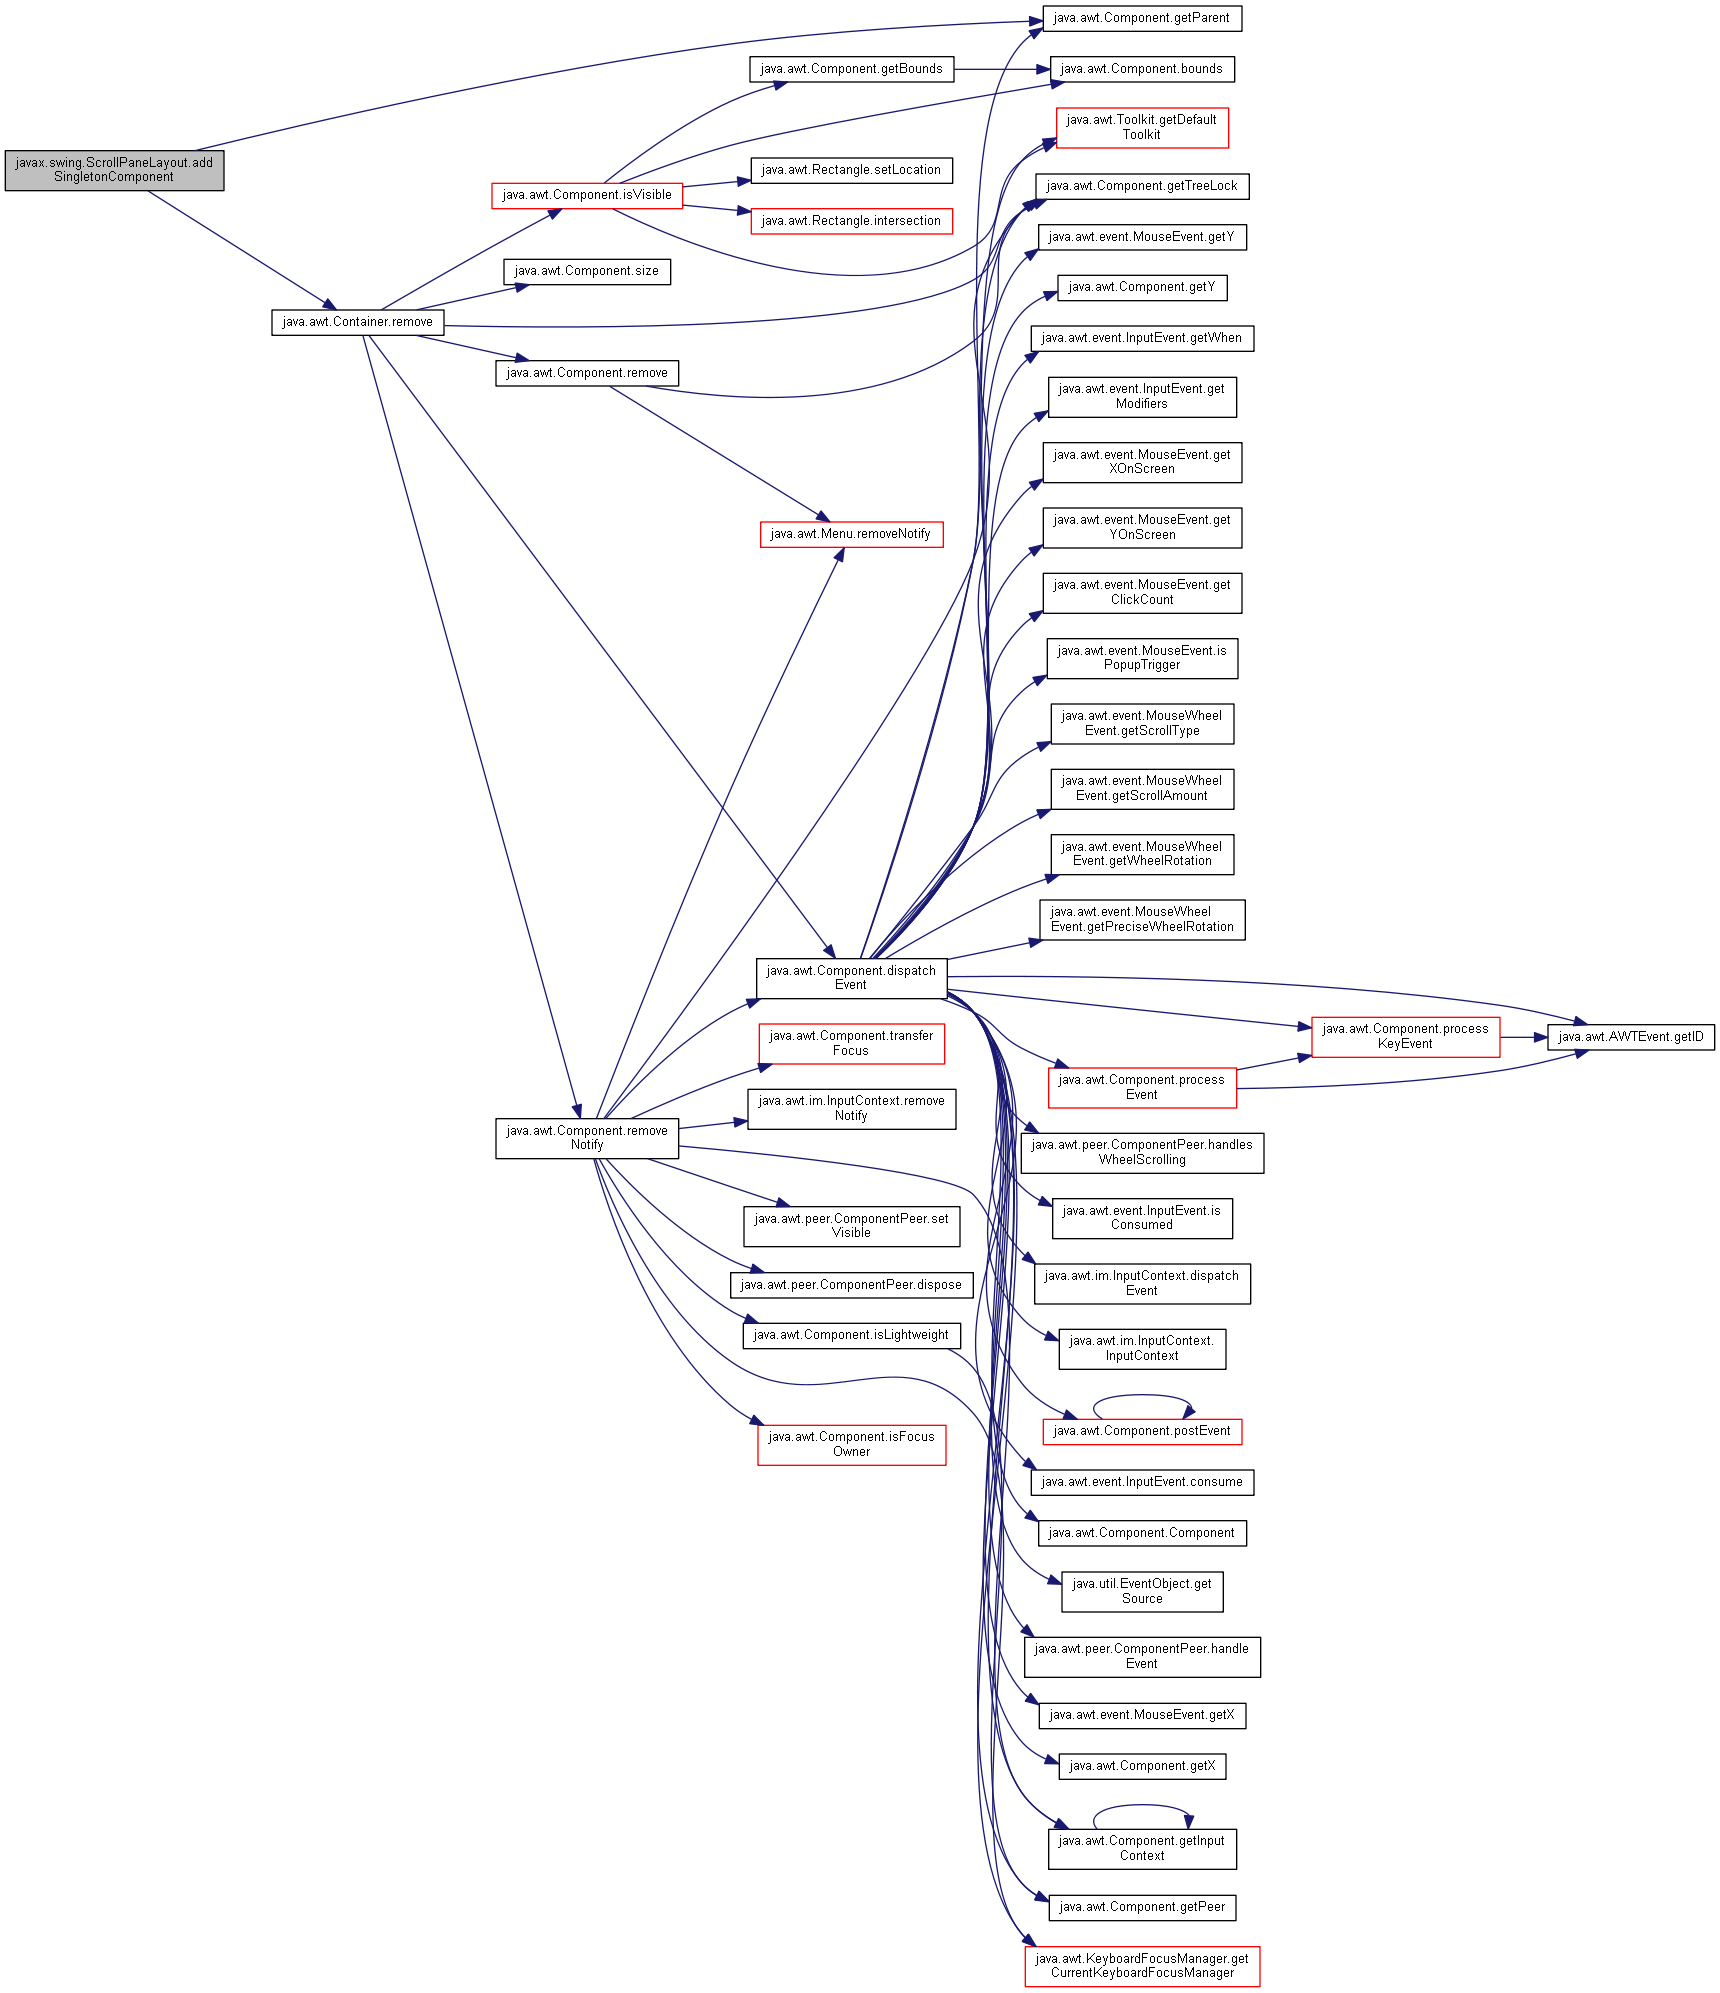 javax.swing.ScrollPaneLayout.add
SingletonComponent
java.awt.Container.remove
java.awt.Component.isVisible
java.awt.Component.size
java.awt.Component.remove
java.awt.Component.remove
Notify
java.awt.Component.getBounds
java.awt.Rectangle.setLocation
java.awt.Rectangle.intersection
java.awt.Menu.removeNotify
java.awt.Component.dispatch
Event
java.awt.Component.transfer
Focus
java.awt.im.InputContext.remove
Notify
java.awt.peer.ComponentPeer.set
Visible
java.awt.peer.ComponentPeer.dispose
java.awt.Component.isLightweight
java.awt.Component.isFocus
Owner
java.awt.Component.getParent
java.awt.Component.bounds
java.awt.Toolkit.getDefault
Toolkit
java.awt.Component.getTreeLock
java.awt.event.MouseEvent.getY
java.awt.Component.getY
java.awt.event.InputEvent.getWhen
java.awt.event.InputEvent.get
Modifiers
java.awt.event.MouseEvent.get
XOnScreen
java.awt.event.MouseEvent.get
YOnScreen
java.awt.event.MouseEvent.get
ClickCount
java.awt.event.MouseEvent.is
PopupTrigger
java.awt.event.MouseWheel
Event.getScrollType
java.awt.event.MouseWheel
Event.getScrollAmount
java.awt.event.MouseWheel
Event.getWheelRotation
java.awt.event.MouseWheel
Event.getPreciseWheelRotation
java.awt.Component.process
Event
java.awt.peer.ComponentPeer.handles
WheelScrolling
java.awt.event.InputEvent.is
Consumed
java.awt.im.InputContext.dispatch
Event
java.awt.im.InputContext.
InputContext
java.awt.Component.postEvent
java.awt.event.InputEvent.consume
java.awt.Component.Component
java.util.EventObject.get
Source
java.awt.peer.ComponentPeer.handle
Event
java.awt.event.MouseEvent.getX
java.awt.Component.getX
java.awt.Component.getInput
Context
java.awt.Component.getPeer
java.awt.KeyboardFocusManager.get
CurrentKeyboardFocusManager
java.awt.Component.process
KeyEvent
java.awt.AWTEvent.getID